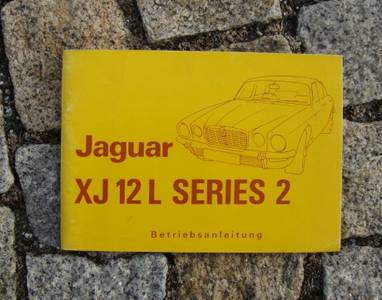 Jaguar
XJ 12 L SERIES 2
Betriebsanleitung